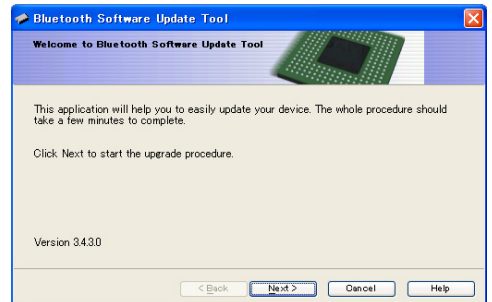 Bluetooth Software Update Tool
Welcome to Bluetooth Software Update Tool
This application will help you to easily update your device. The whole procedure should
take a few minutes to complete.
Click Next to start the upgrade procedure.
Version 3.4.3.0
< Back Next > Cancel Help